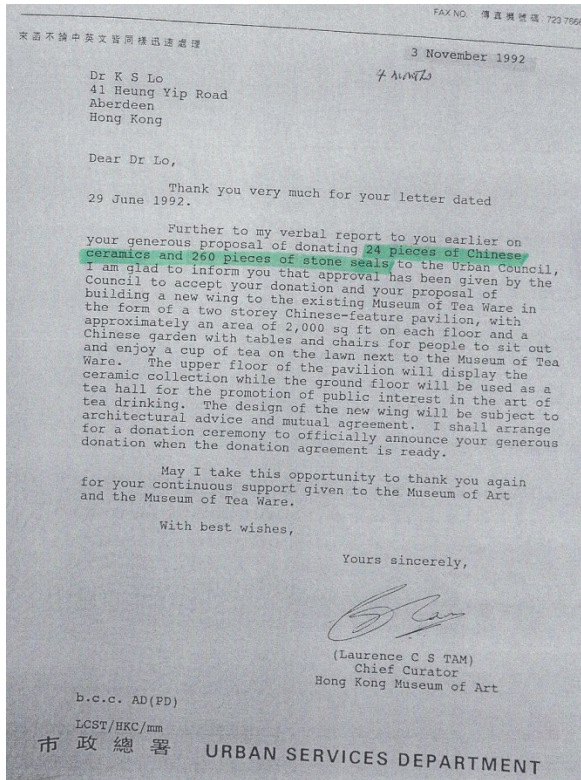 FAX NO. 傳真機號碼: 723 7666
來函不論中英文皆同樣迅速處理
3 November 1992
4 months
Dr K S Lo
41 Heung Yip Road
Aberdeen
Hong Kong
Dear Dr Lo,
Thank you very much for your letter dated
29 June 1992.
Further to my verbal report to you earlier on
your generous proposal of donating 24 pieces of Chinese
ceramics and 260 pieces of stone seals to the Urban Council,
I am glad to inform you that approval has been given by the
Council to accept your donation and your proposal of
building a new wing to the existing Museum of Tea Ware in
the form of a two storey Chinese-feature pavilion, with
approximately an area of 2,000 sq ft on each floor and a
Chinese garden with tables and chairs for people to sit out
and enjoy a cup of tea on the lawn next to the Museum of Tea
Ware. The upper floor of the pavilion will display the
ceramic collection while the ground floor will be used as a
tea hall for the promotion of public interest in the art of
tea drinking. The design of the new wing will be subject to
architectural advice and mutual agreement. I shall arrange
for a donation ceremony to officially announce your generous
donation when the donation agreement is ready.
May I take this opportunity to thank you again
for your continuous support given to the Museum of Art
and the Museum of Tea Ware.
With best wishes,
Yours sincerely,
(Laurence C S TAM)
Chief Curator
Hong Kong Museum of Art
b.c.c. AD(PD)
LCST/HKC/mm
市政總署 URBAN SERVICES DEPARTMENT